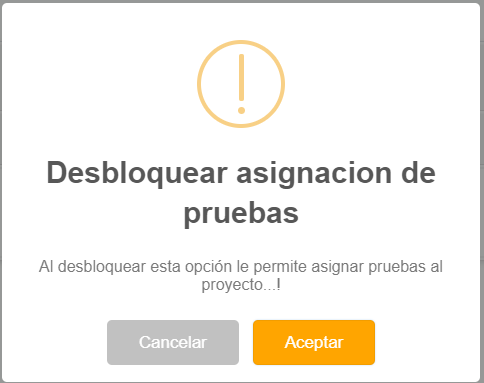 Desbloquear asignacion de
pruebas
Al desbloquear esta opción le permite asignar pruebas al
proyecto...!
Cancelar
Aceptar